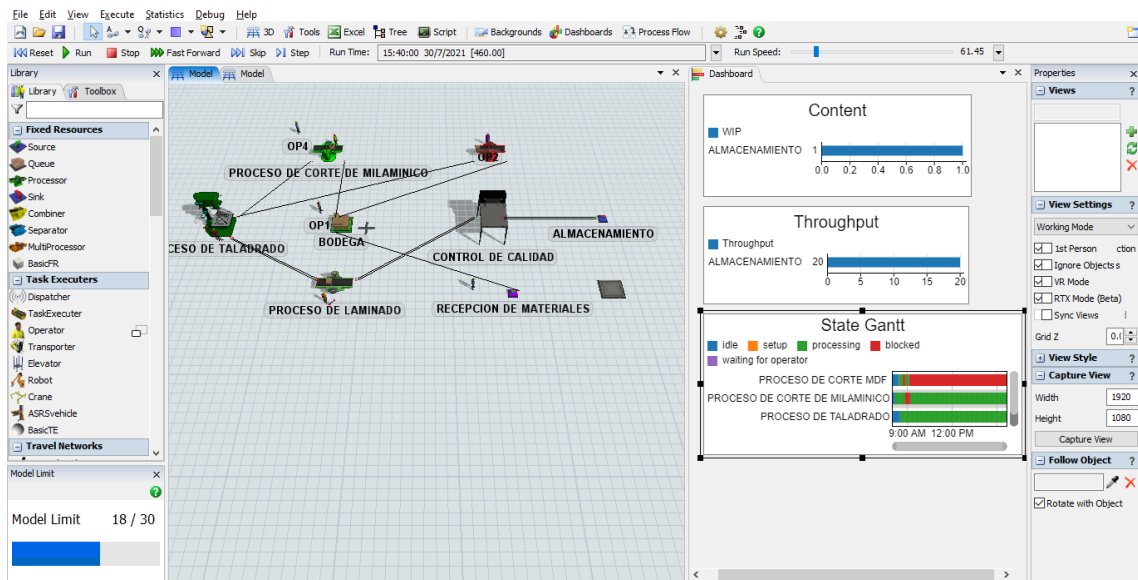 File Edit View Execute Statistics Debug Help
3D Tools Excel Tree Script Backgrounds Dashboards Process Flow
Reset Run Stop Fast Forward Skip Step Run Time: 15:40:00 30/7/2021 [460.00] Run Speed: 61.45
Library
Library Toolbox
Fixed Resources
Source
Queue
Processor
Sink
Combiner
Separator
MultiProcessor
BasicFR
Task Executers
Dispatcher
TaskExecuter
Operator
Transporter
Elevator
Robot
Crane
ASRSvehicle
BasicTE
Travel Networks
Model Limit
Model Limit 18 / 30
Model Model
OP4
OP2
PROCESO DE CORTE DE MILAMINICO
OP1
BODEGA
CESO DE TALADRADO
CONTROL DE CALIDAD
ALMACENAMIENTO
PROCESO DE LAMINADO
RECEPCION DE MATERIALES
Dashboard
Content
WIP
ALMACENAMIENTO 1
0.0 0.2 0.4 0.6 0.8 1.0
Throughput
Throughput
ALMACENAMIENTO 20
0 5 10 15 20
State Gantt
idle setup processing blocked
waiting for operator
PROCESO DE CORTE MDF
PROCESO DE CORTE DE MILAMINICO
PROCESO DE TALADRADO
9:00 AM 12:00 PM
Properties
Views ?
View Settings ?
Working Mode
1st Person ction
Ignore Objects s
VR Mode
RTX Mode (Beta)
Sync Views
Grid Z
View Style ?
Capture View ?
Width 1920
Height 1080
Capture View
Follow Object ?
Rotate with Object